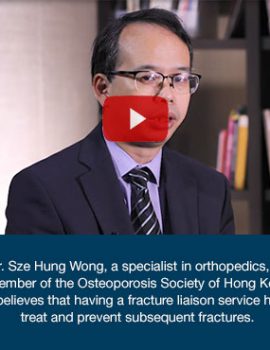 r. Sze Hung Wong, a specialist in orthopedics,
ember of the Osteoporosis Society of Hong K
believes that having a fracture liaison service h
treat and prevent subsequent fractures.